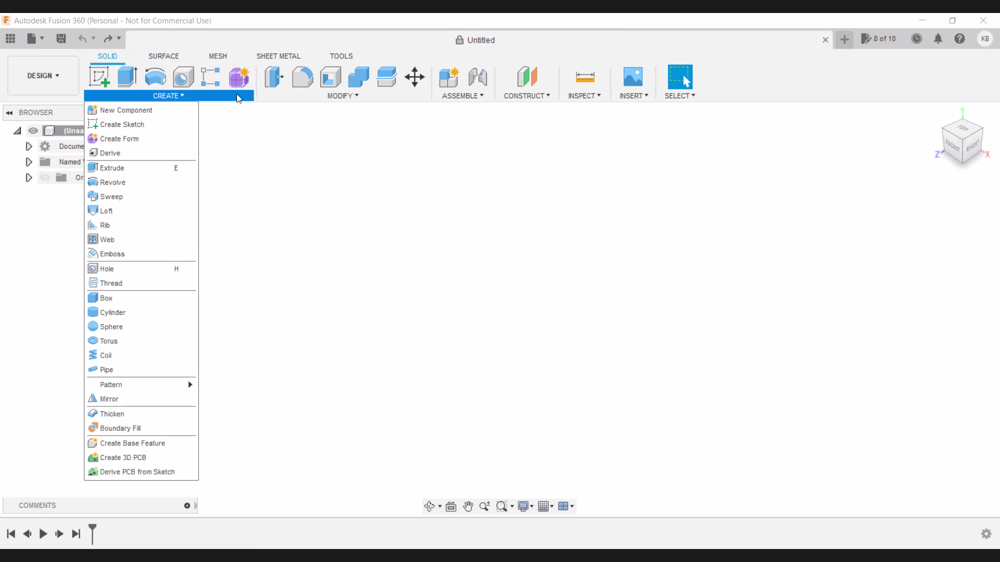 Autodesk Fusion 360 (Personal - Not for Commercial Use)
Untitled
8 of 10
KB
DESIGN
SOLID
SURFACE
MESH
SHEET METAL
TOOLS
CREATE
MODIFY
ASSEMBLE
CONSTRUCT
INSPECT
INSERT
SELECT
BROWSER
(Unsa
Docume
Named
Or
New Component
Create Sketch
Create Form
Derive
Extrude E
Revolve
Sweep
Loft
Rib
Web
Emboss
Hole H
Thread
Box
Cylinder
Sphere
Torus
Coil
Pipe
Pattern
Mirror
Thicken
Boundary Fill
Create Base Feature
Create 3D PCB
Derive PCB from Sketch
Y
TOP
FRONT
RIGHT
Z
X
COMMENTS